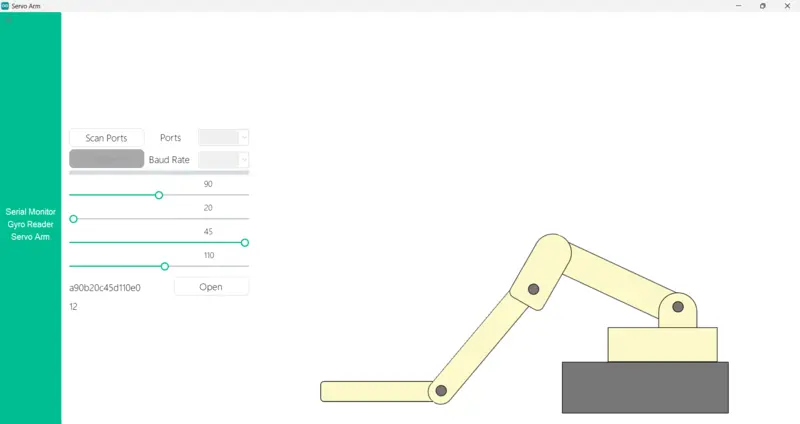 Servo Arm
Scan Ports
Ports
Baud Rate
90
20
45
110
a90b20c45d110e0
Open
12
Serial Monitor
Gyro Reader
Servo Arm